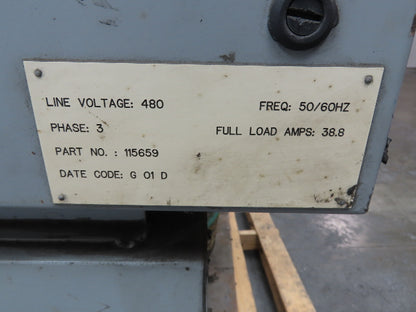 LINE VOLTAGE: 480 FREQ: 50/60HZ
PHASE: 3 FULL LOAD AMPS: 38.8
PART NO. : 115659
DATE CODE: G 01 D